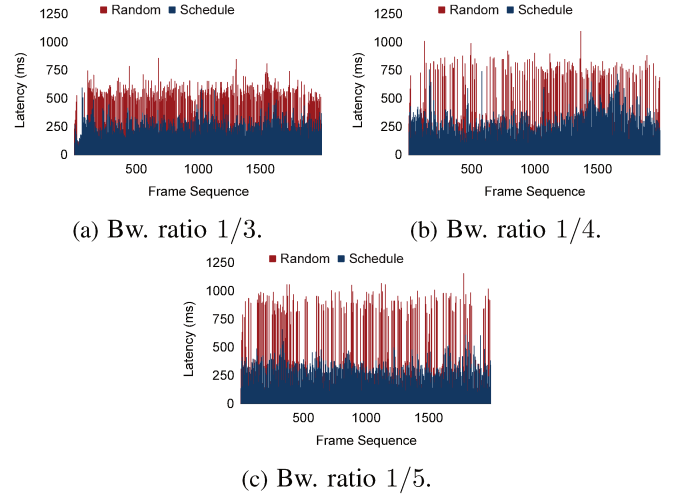 Random Schedule
1250
1000
750
500
250
0
Latency (ms)
500 1000 1500
Frame Sequence
(a) Bw. ratio 1/3.
Random Schedule
1250
1000
750
500
250
0
Latency (ms)
500 1000 1500
Frame Sequence
(b) Bw. ratio 1/4.
Random Schedule
1250
1000
750
500
250
0
Latency (ms)
500 1000 1500
Frame Sequence
(c) Bw. ratio 1/5.